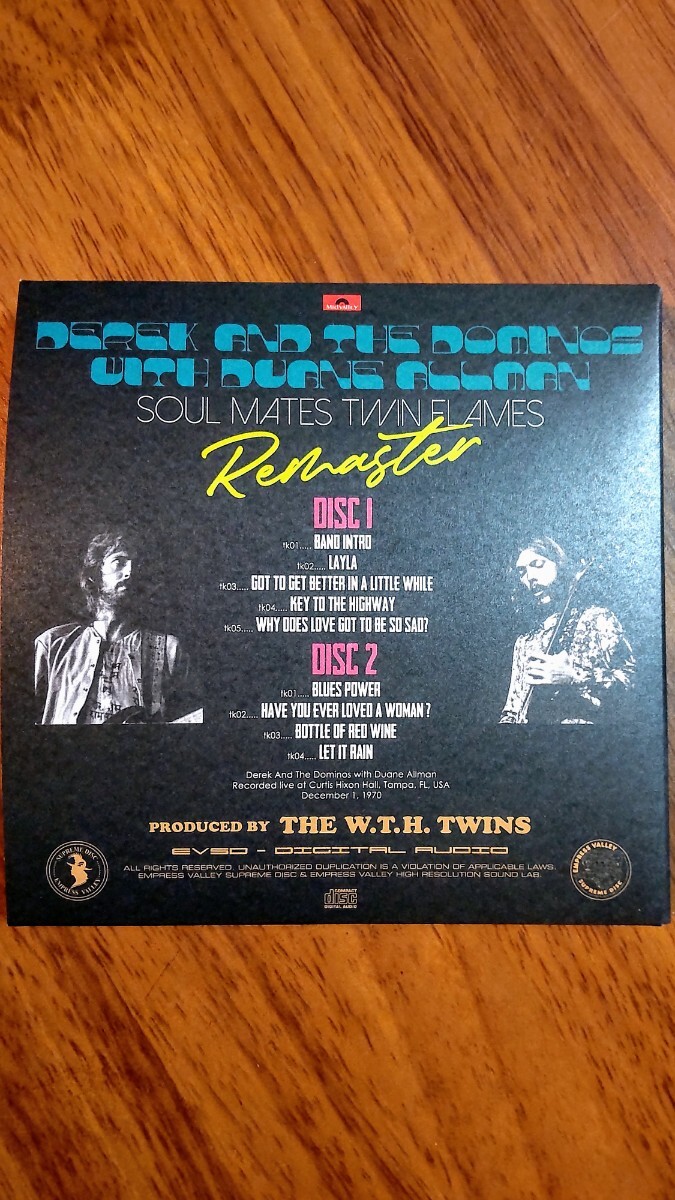 MidValley
DEREK AND THE DOMINOS
WITH DUANE ALLMAN
SOUL MATES TWIN FLAMES
Remaster
DISC 1
tk01..... BAND INTRO
tk02..... LAYLA
tk03..... GOT TO GET BETTER IN A LITTLE WHILE
tk04..... KEY TO THE HIGHWAY
tk05..... WHY DOES LOVE GOT TO BE SO SAD?
DISC 2
tk01..... BLUES POWER
tk02..... HAVE YOU EVER LOVED A WOMAN?
tk03..... BOTTLE OF RED WINE
tk04..... LET IT RAIN
Derek And The Dominos with Duane Allman
Recorded live at Curtis Hixon Hall, Tampa, FL, USA
December 1, 1970
PRODUCED BY THE W.T.H. TWINS
EVSD - DIGITAL AUDIO
ALL RIGHTS RESERVED. UNAUTHORIZED DUPLICATION IS A VIOLATION OF APPLICABLE LAWS.
EMPRESS VALLEY SUPREME DISC & EMPRESS VALLEY HIGH RESOLUTION SOUND LAB.
SUPREME DISC
EMPRESS VALLEY
EMPRESS VALLEY
SUPREME DISC
COMPACT
disc
DIGITAL AUDIO